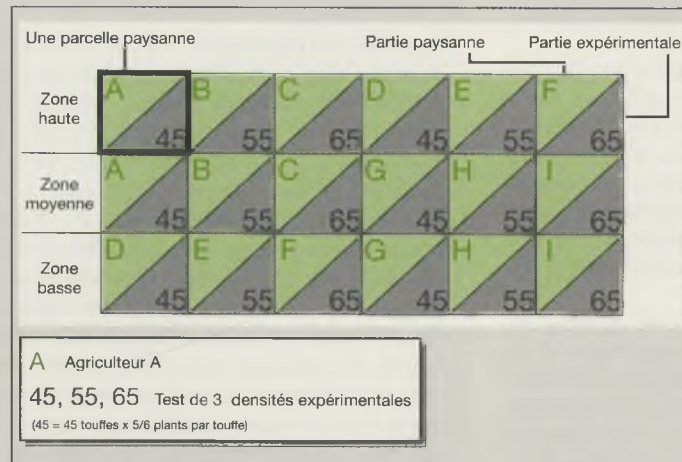 Une parcelle paysanne
Partie paysanne
Partie expérimentale
Zone haute
A B C D E F
45 55 65 45 55 65
Zone moyenne
A B C G H I
45 55 65 45 55 65
Zone basse
D E F G H I
45 55 65 45 55 65
A Agriculteur A
45, 55, 65 Test de 3 densités expérimentales
(45 = 45 touffes x 5/6 plants par touffe)